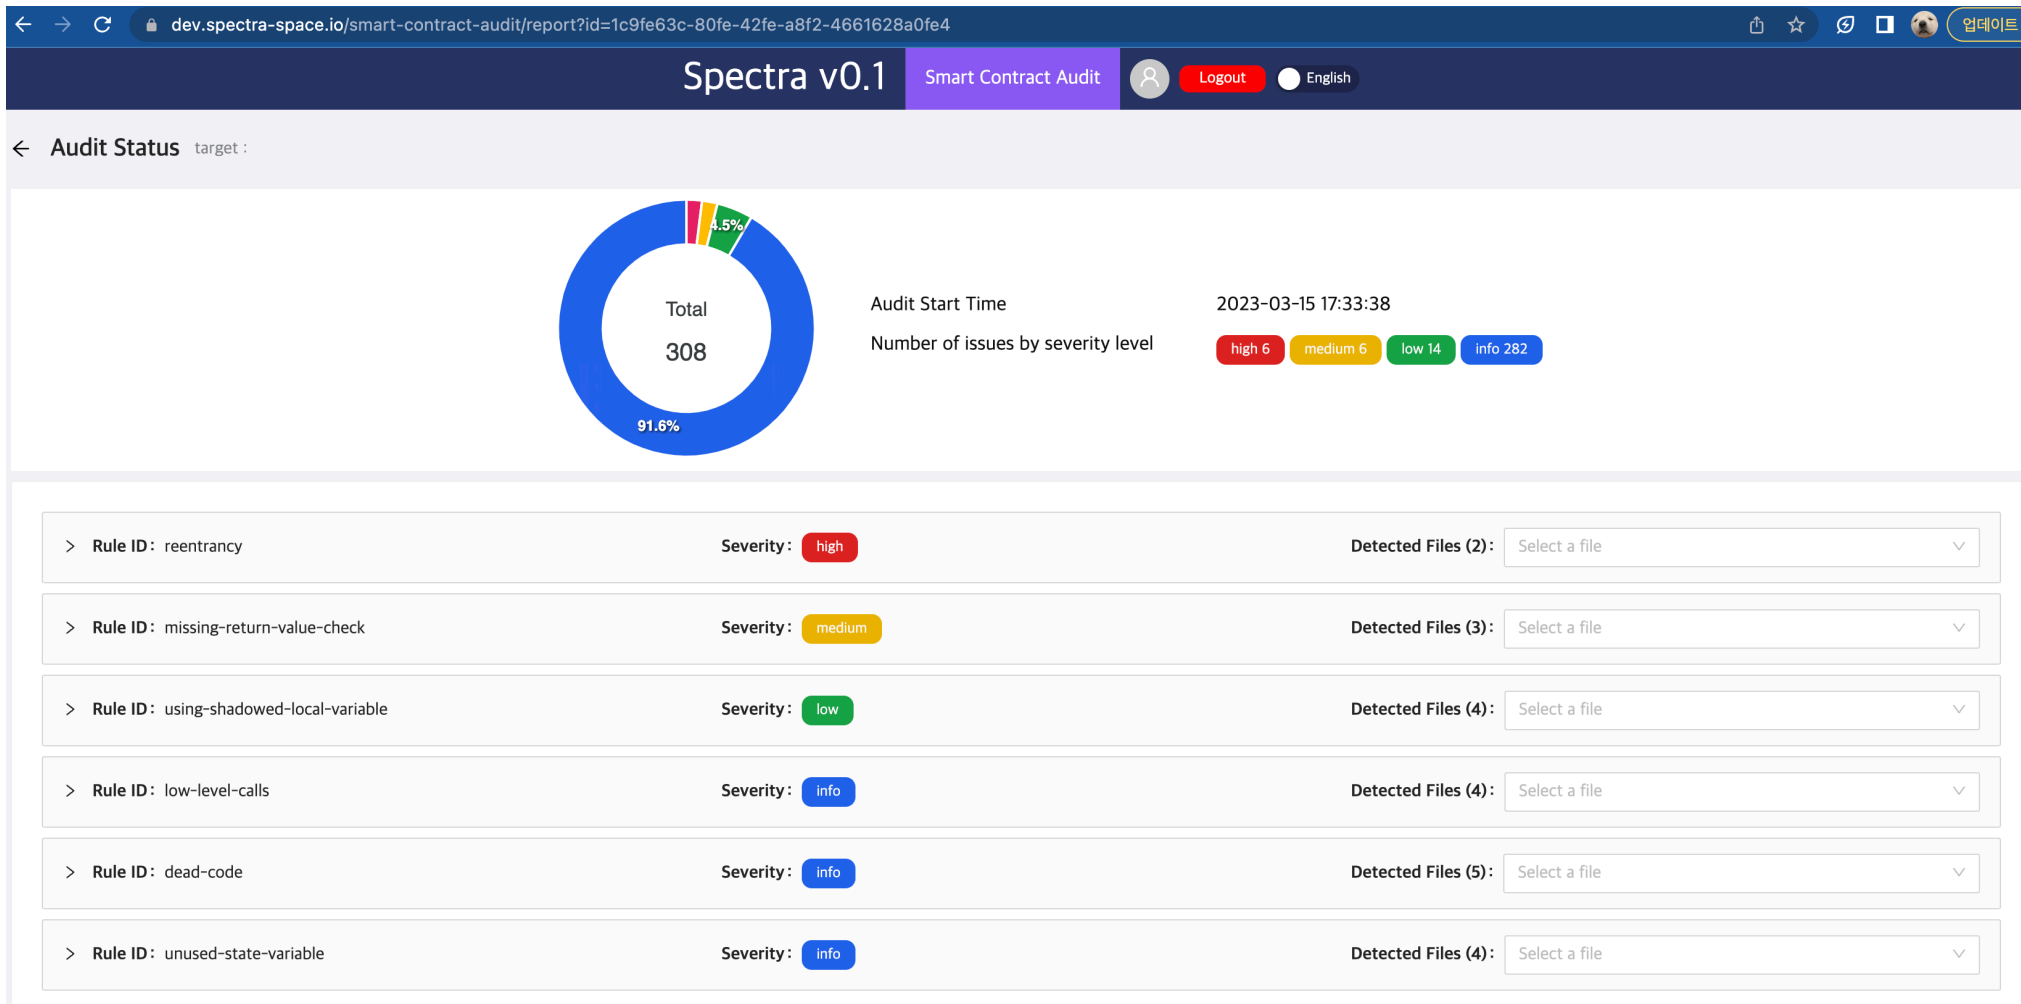 dev.spectra-space.io/smart-contract-audit/report?id=1c9fe63c-80fe-42fe-a8f2-4661628a0fe4 업데이트
Spectra v0.1 Smart Contract Audit Logout English
Audit Status target :
4.5%
Total
308
91.6%
Audit Start Time 2023-03-15 17:33:38
Number of issues by severity level high 6 medium 6 low 14 info 282
Rule ID : reentrancy Severity : high Detected Files (2) : Select a file
Rule ID : missing-return-value-check Severity : medium Detected Files (3) : Select a file
Rule ID : using-shadowed-local-variable Severity : low Detected Files (4) : Select a file
Rule ID : low-level-calls Severity : info Detected Files (4) : Select a file
Rule ID : dead-code Severity : info Detected Files (5) : Select a file
Rule ID : unused-state-variable Severity : info Detected Files (4) : Select a file